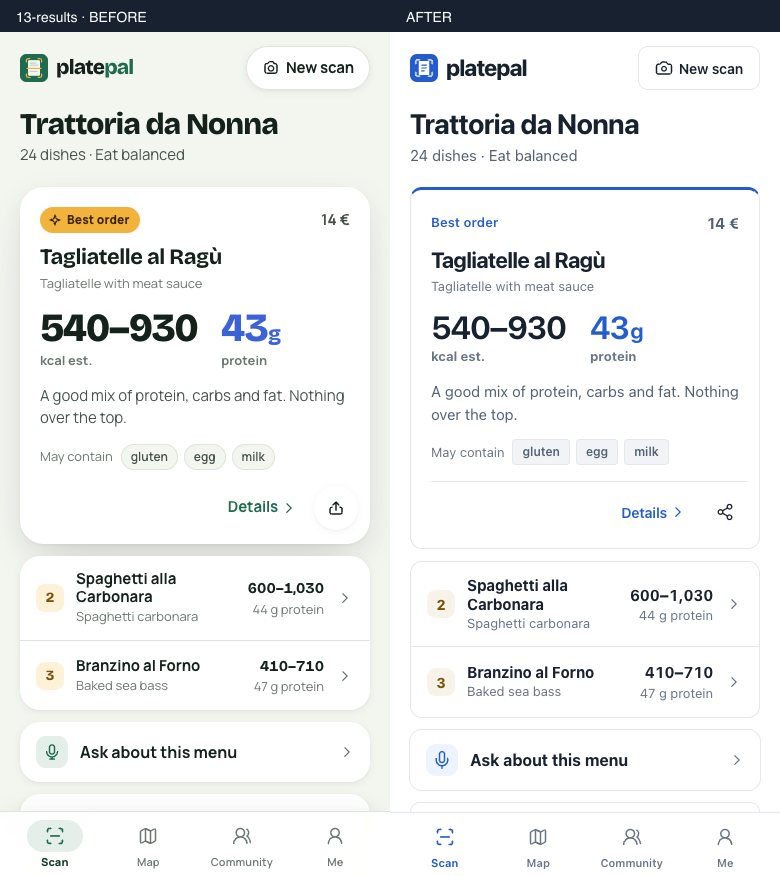 13-results · BEFORE
platepal
New scan
Trattoria da Nonna
24 dishes · Eat balanced
Best order
14 €
Tagliatelle al Ragù
Tagliatelle with meat sauce
540–930
43g
kcal est.
protein
A good mix of protein, carbs and fat. Nothing
over the top.
May contain
gluten
egg
milk
Details
2
Spaghetti alla
Carbonara
Spaghetti carbonara
600–1,030
44 g protein
3
Branzino al Forno
Baked sea bass
410–710
47 g protein
Ask about this menu
Scan
Map
Community
Me
AFTER
platepal
New scan
Trattoria da Nonna
24 dishes · Eat balanced
Best order
14 €
Tagliatelle al Ragù
Tagliatelle with meat sauce
540–930
43g
kcal est.
protein
A good mix of protein, carbs and fat. Nothing
over the top.
May contain
gluten
egg
milk
Details
2
Spaghetti alla
Carbonara
Spaghetti carbonara
600–1,030
44 g protein
3
Branzino al Forno
Baked sea bass
410–710
47 g protein
Ask about this menu
Scan
Map
Community
Me